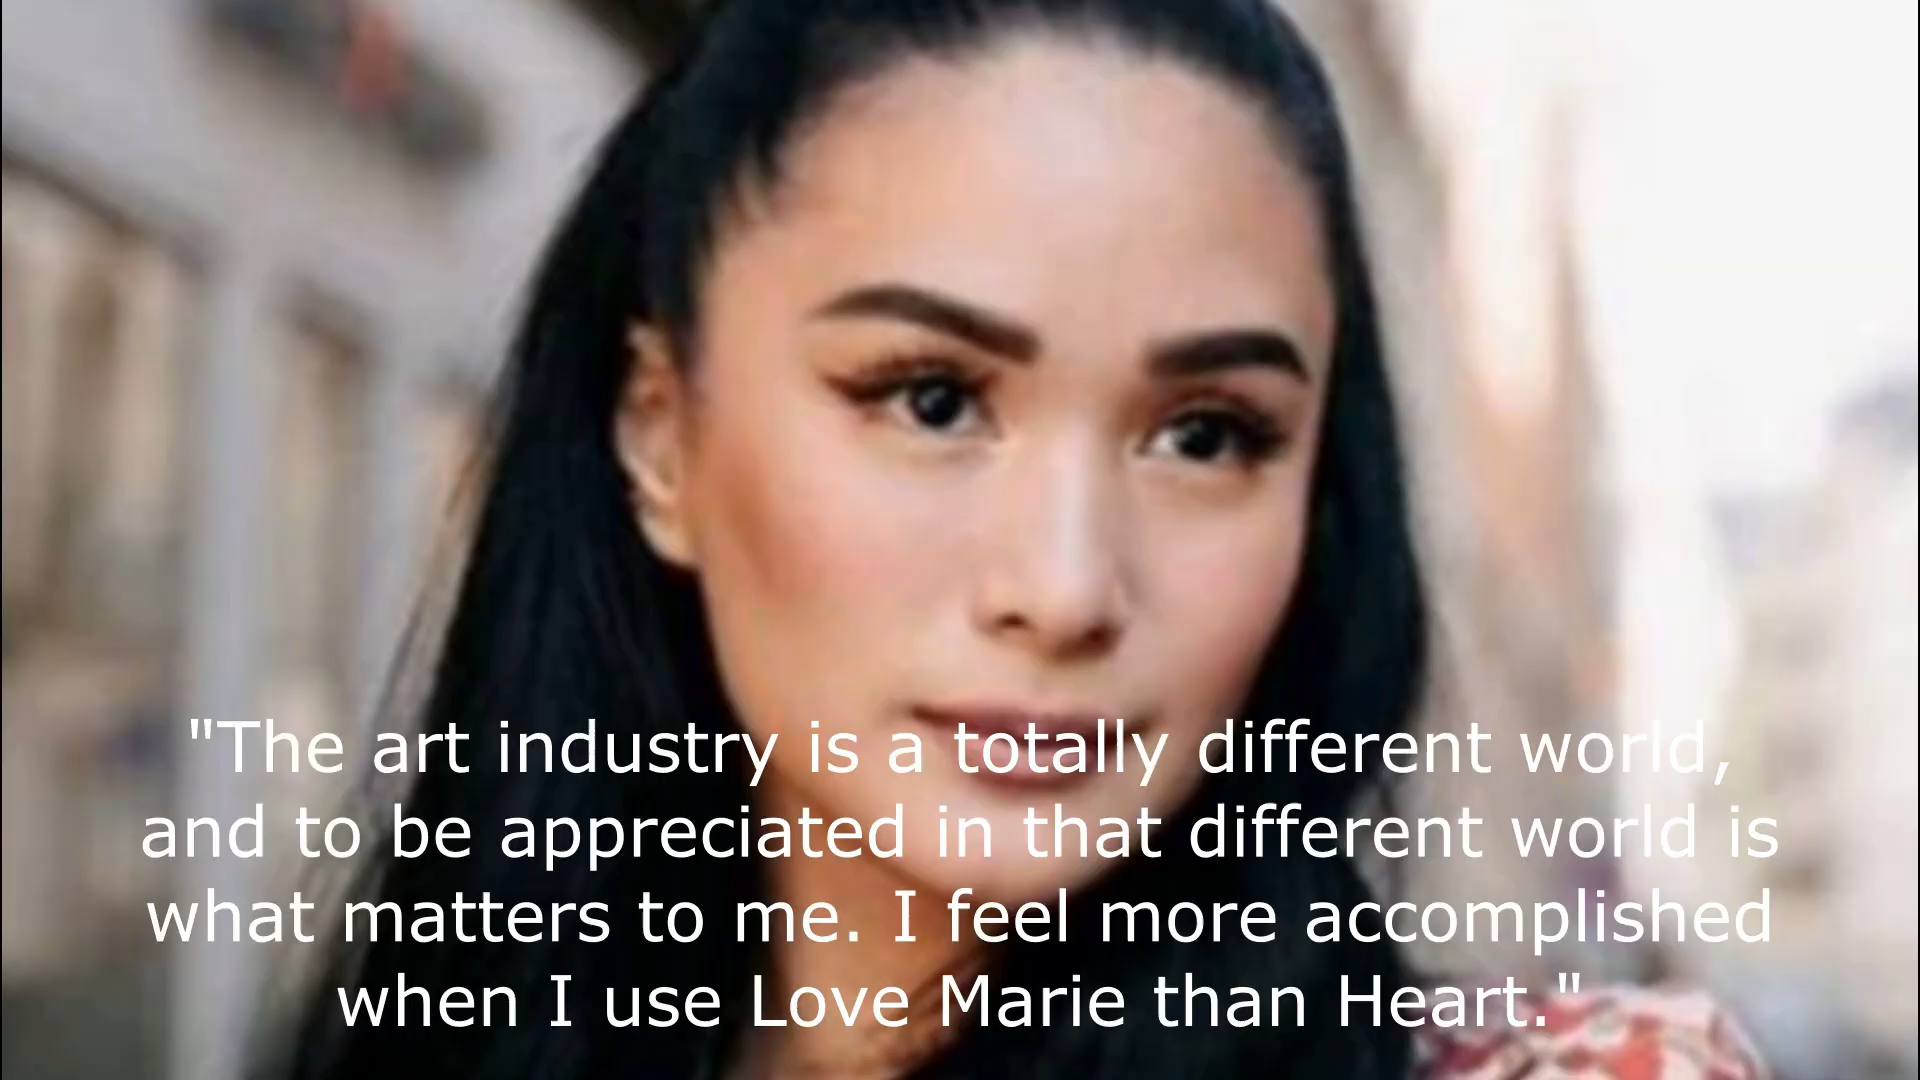 "The art industry is a totally different world,
and to be appreciated in that different world is
what matters to me. I feel more accomplished
when I use Love Marie than Heart."